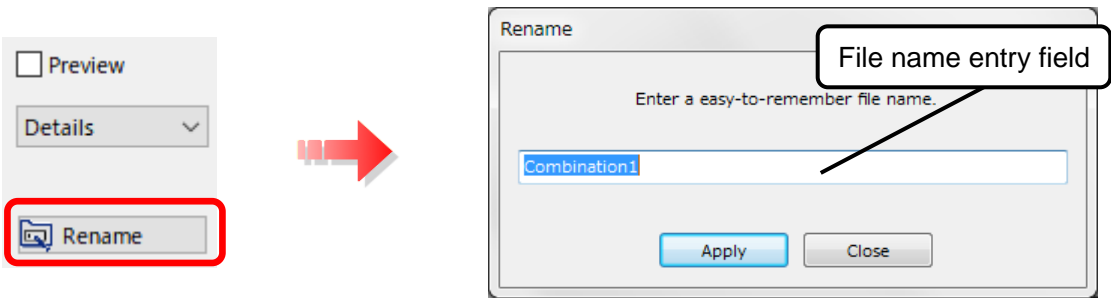 Preview
Details
Rename
Rename
File name entry field
Enter a easy-to-remember file name.
Combination1
Apply
Close